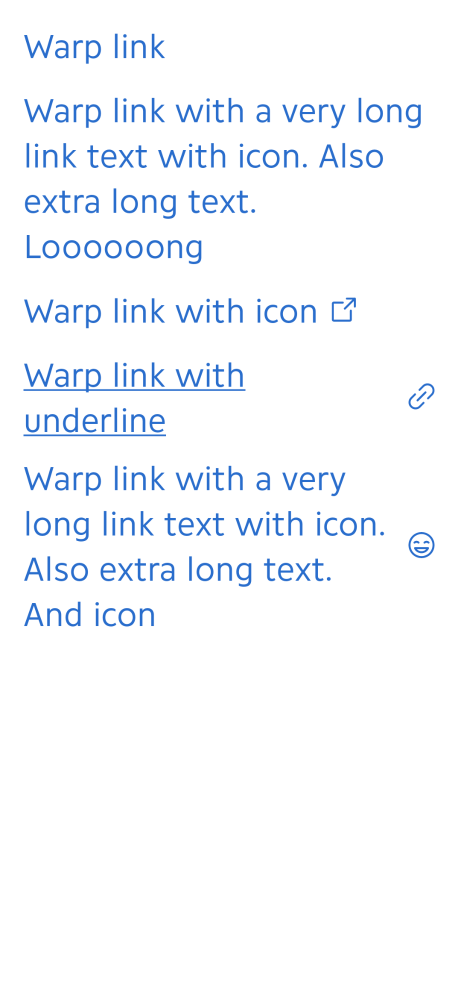 Warp link
Warp link with a very long
link text with icon. Also
extra long text.
Loooooong
Warp link with icon
Warp link with
underline
Warp link with a very
long link text with icon.
Also extra long text.
And icon